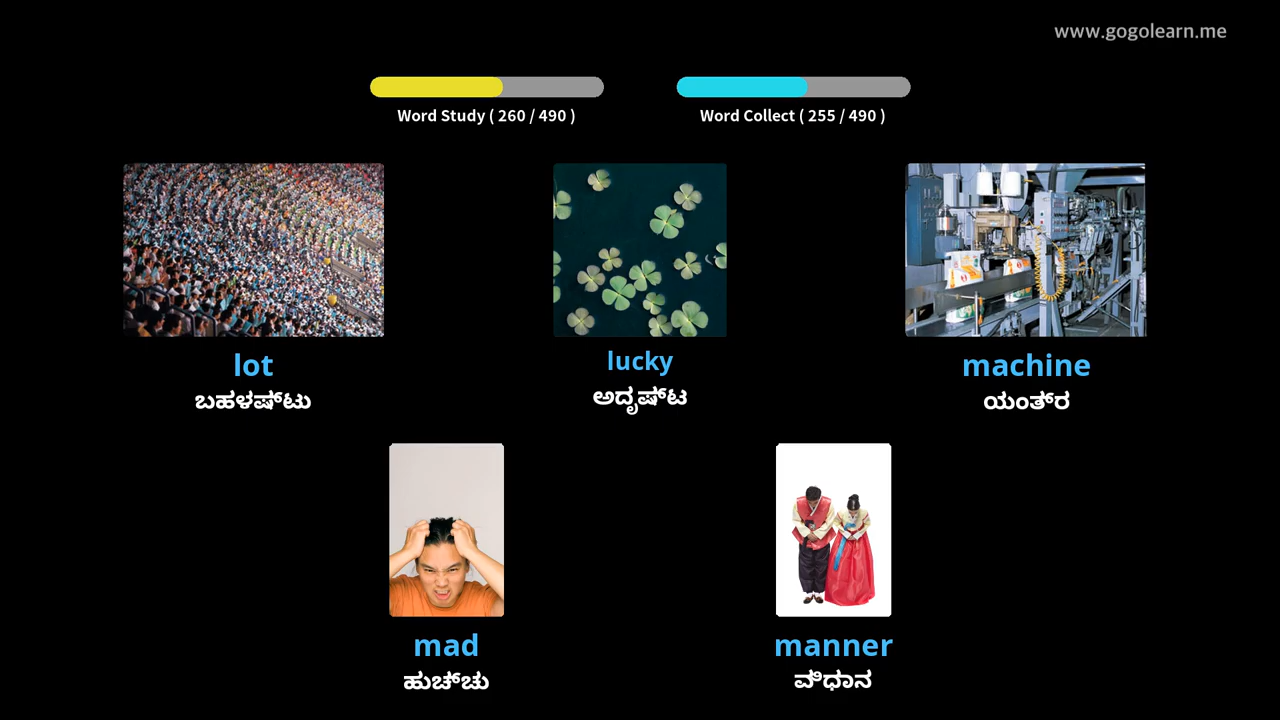 www.gogolearn.me
Word Study ( 260 / 490 )
Word Collect ( 255 / 490 )
lot
ಬಹಳಷ್ಟು
lucky
ಅದೃಷ್ಟ
machine
ಯಂತ್ರ
mad
ಹುಚ್ಚು
manner
ವಿಧಾನ